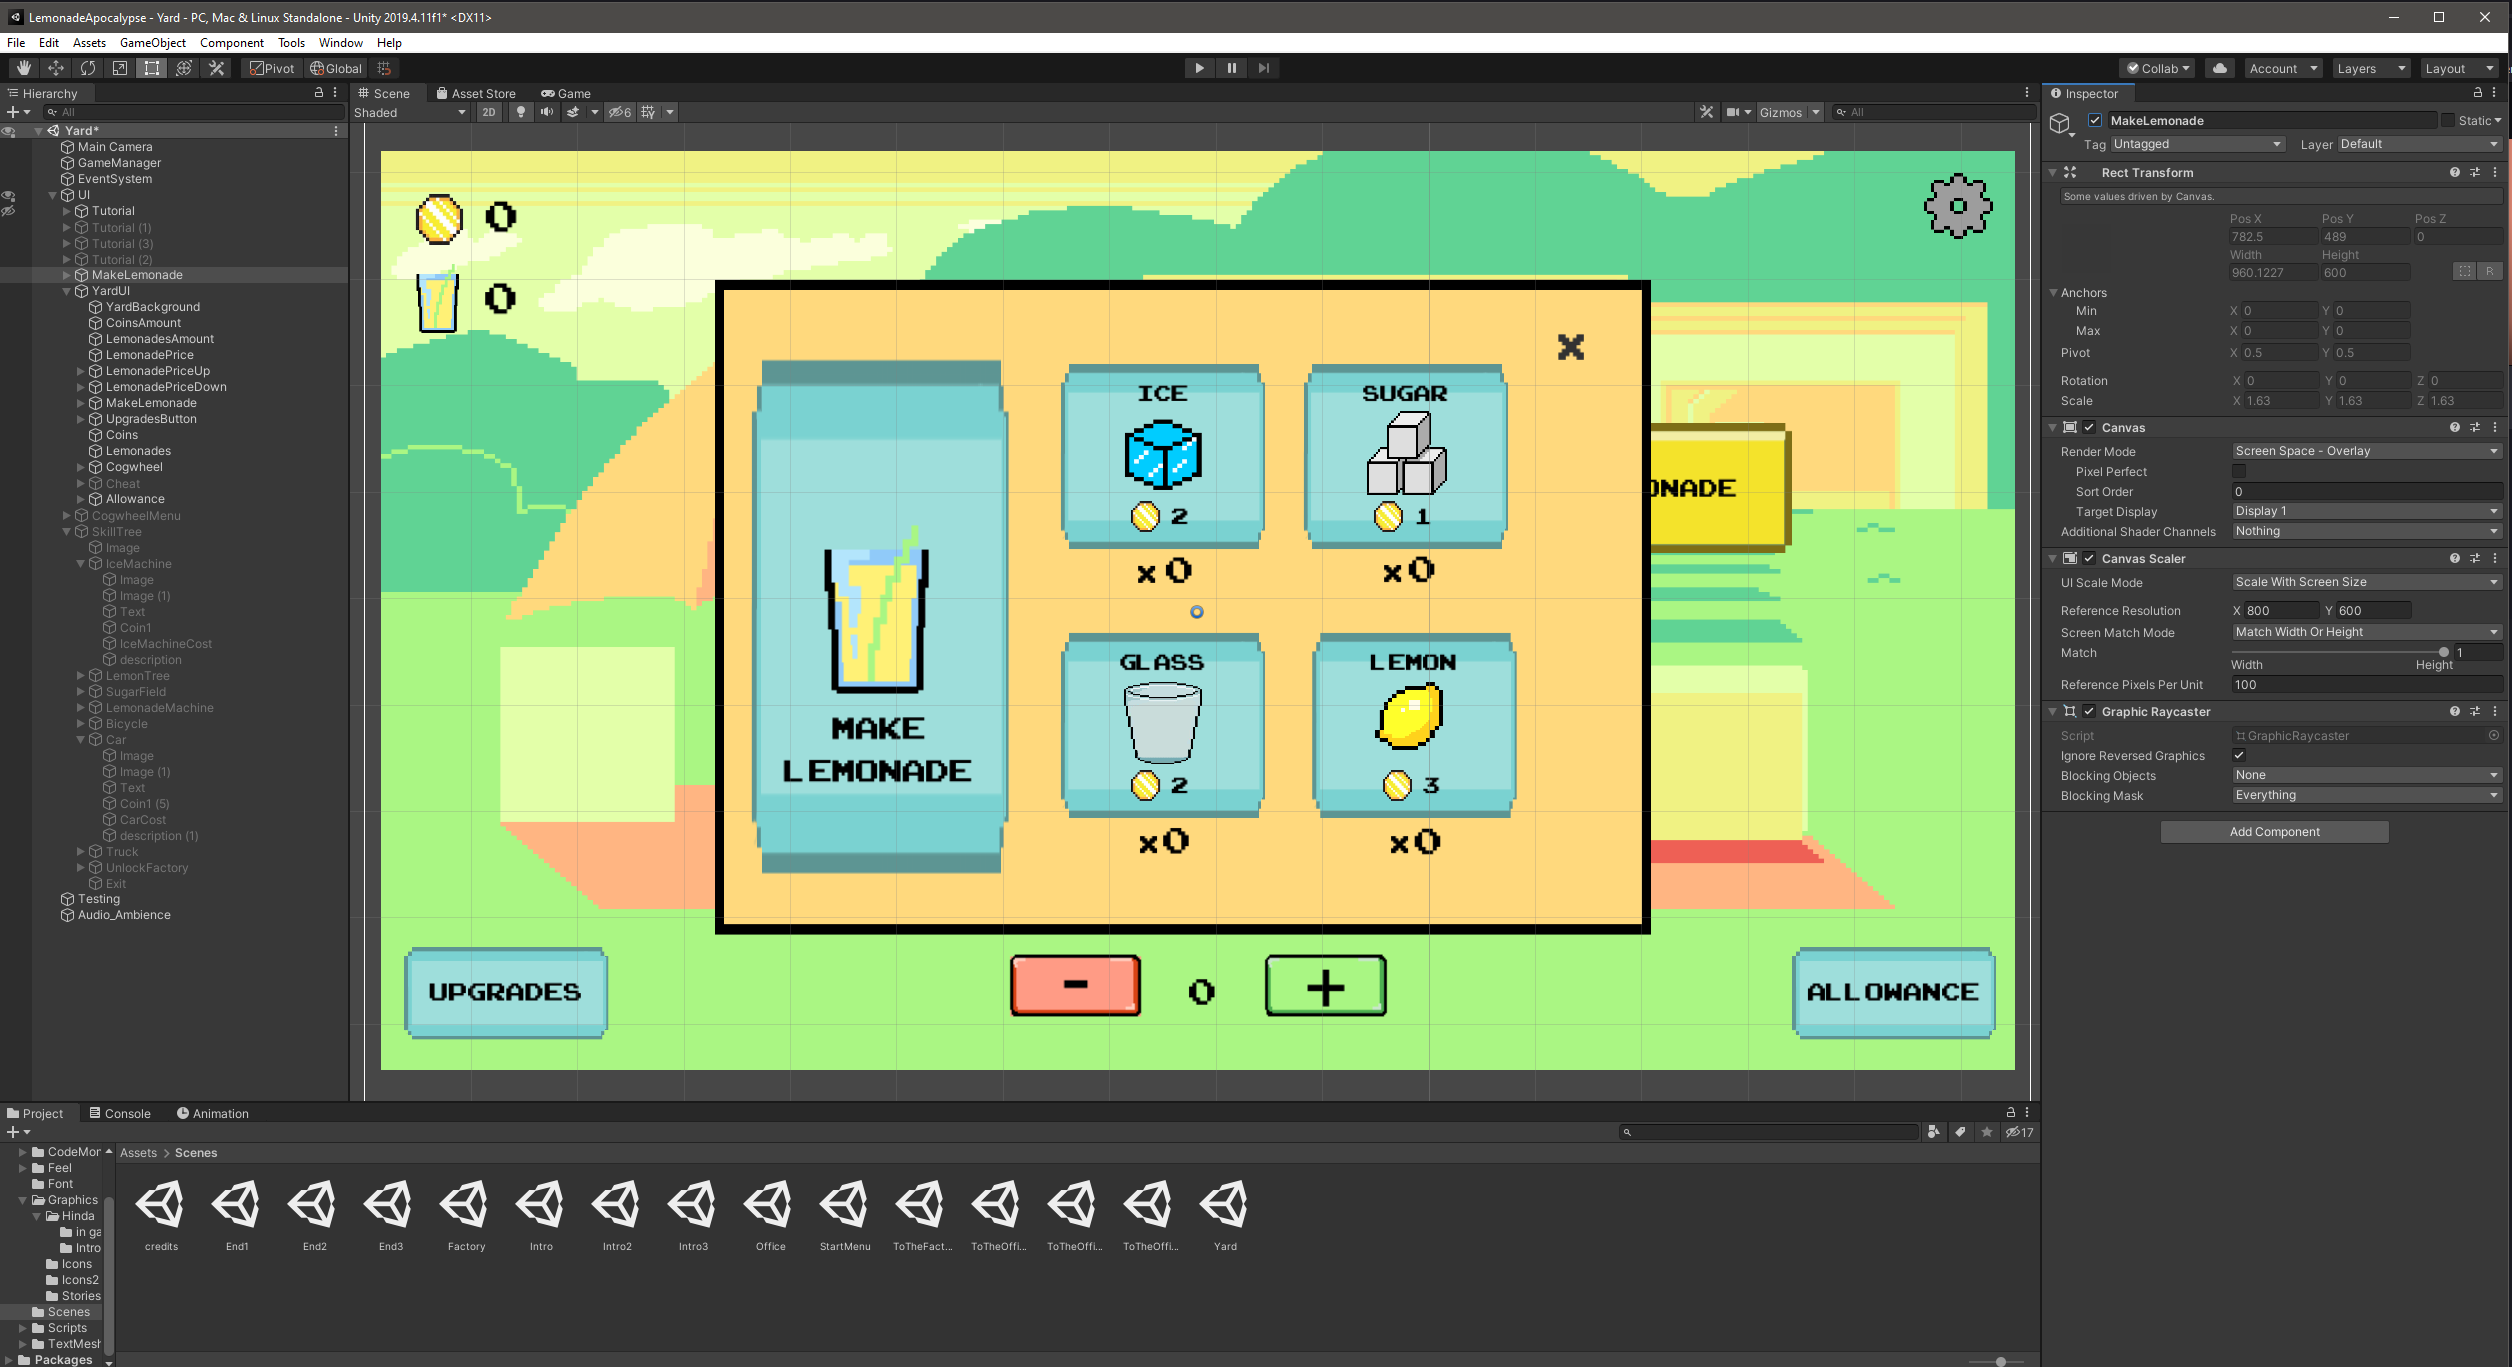 LemonadeApocalypse - Yard - PC, Mac & Linux Standalone - Unity 2019.4.11f1* <DX11>
File Edit Assets GameObject Component Tools Window Help
Pivot Global Collab Account Layers Layout
Hierarchy
All
Yard*
Main Camera
GameManager
EventSystem
UI
Tutorial
Tutorial (1)
Tutorial (3)
Tutorial (2)
MakeLemonade
YardUI
YardBackground
CoinsAmount
LemonadesAmount
LemonadePrice
LemonadePriceUp
LemonadePriceDown
MakeLemonade
UpgradesButton
Coins
Lemonades
Cogwheel
Cheat
Allowance
CogwheelMenu
SkillTree
Image
IceMachine
Image
Image (1)
Text
Coin1
IceMachineCost
description
LemonTree
SugarField
LemonadeMachine
Bicycle
Car
Image
Image (1)
Text
Coin1 (5)
CarCost
description (1)
Truck
UnlockFactory
Exit
Testing
Audio_Ambience
Scene Asset Store Game
Shaded 2D 6 Gizmos All
0
0
ICE
2
x0
SUGAR
1
x0
GLASS
2
x0
LEMON
3
x0
MAKE
LEMONADE
ONADE
UPGRADES
-
0
+
ALLOWANCE
Inspector
MakeLemonade Static
Tag Untagged Layer Default
Rect Transform
Some values driven by Canvas.
Pos X Pos Y Pos Z
782.5 489 0
Width Height
960.1227 600 R
Anchors
Min X 0 Y 0
Max X 0 Y 0
Pivot X 0.5 Y 0.5
Rotation X 0 Y 0 Z 0
Scale X 1.63 Y 1.63 Z 1.63
Canvas
Render Mode Screen Space - Overlay
Pixel Perfect
Sort Order 0
Target Display Display 1
Additional Shader Channels Nothing
Canvas Scaler
UI Scale Mode Scale With Screen Size
Reference Resolution X 800 Y 600
Screen Match Mode Match Width Or Height
Match 1
Width Height
Reference Pixels Per Unit 100
Graphic Raycaster
Script GraphicRaycaster
Ignore Reversed Graphics
Blocking Objects None
Blocking Mask Everything
Add Component
Project Console Animation
17
CodeMor
Feel
Font
Graphics
Hinda
in ga
Intro
Icons
Icons2
Stories
Scenes
Scripts
TextMesh
Packages
Assets > Scenes
credits End1 End2 End3 Factory Intro Intro2 Intro3 Office StartMenu ToTheFact... ToTheOffi... ToTheOffi... ToTheOffi... Yard